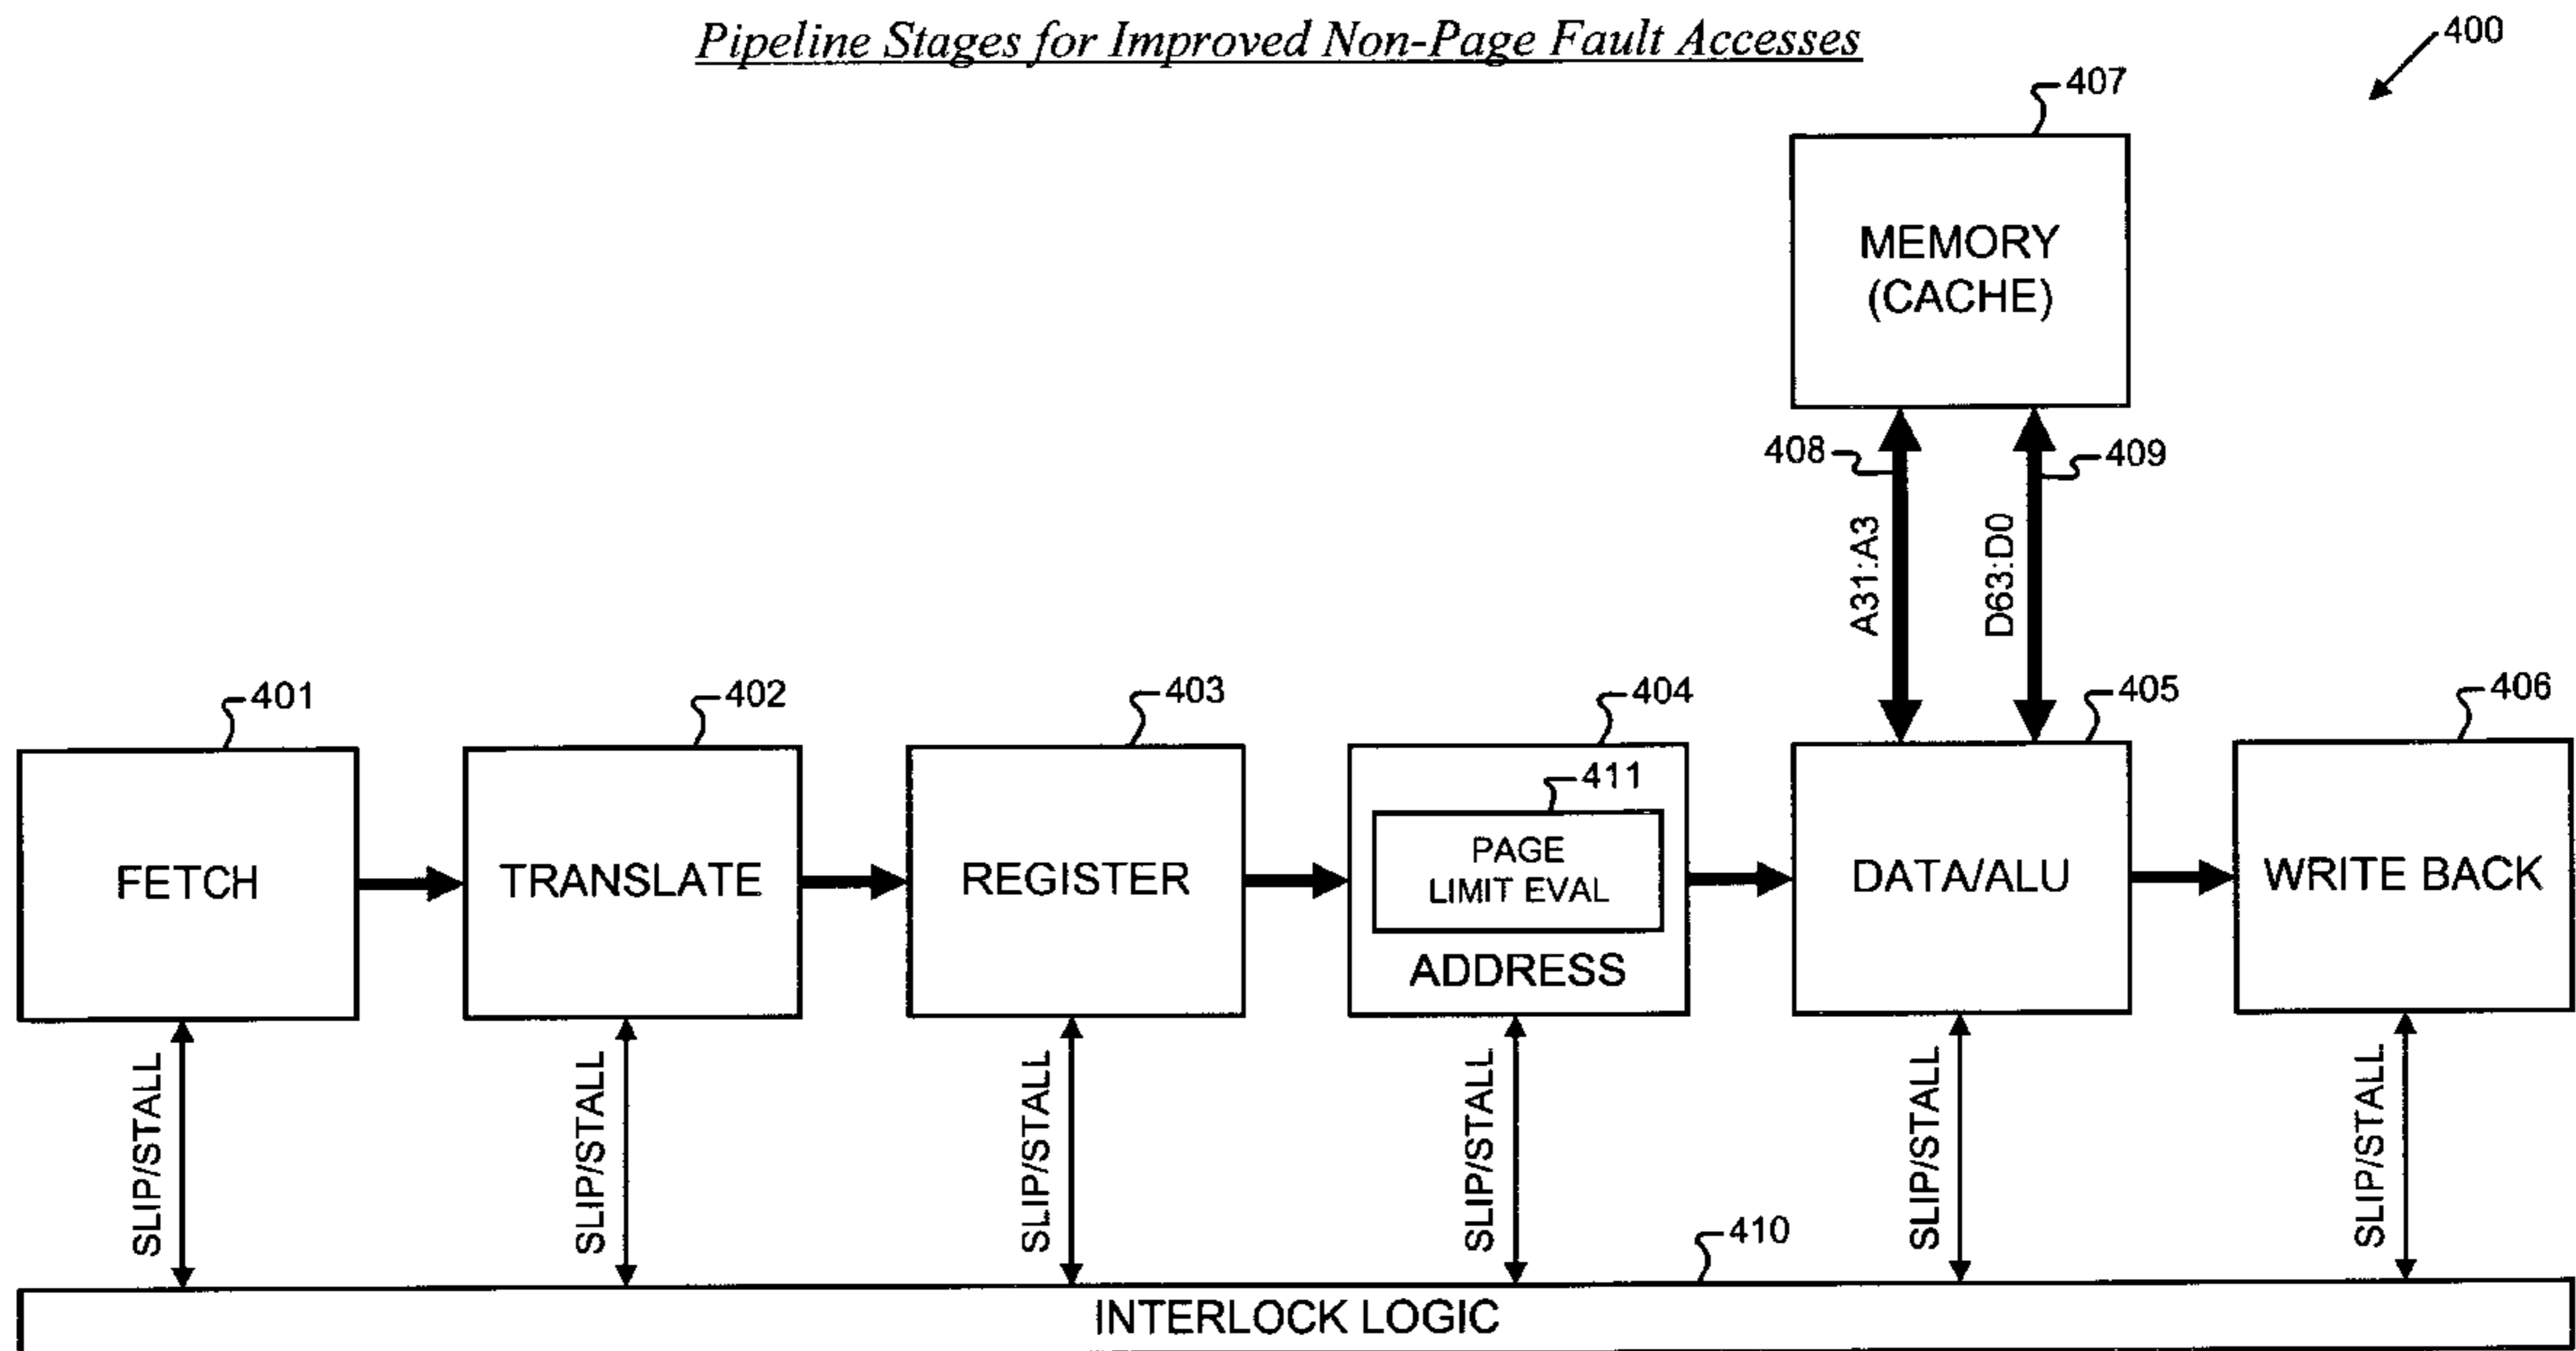 Pipeline Stages for Improved Non-Page Fault Accesses
400
407
MEMORY
(CACHE)
408
409
A31:A3
D63:D0
401
402
403
404
405
406
411
FETCH
TRANSLATE
REGISTER
PAGE
LIMIT EVAL
ADDRESS
DATA/ALU
WRITE BACK
SLIP/STALL
SLIP/STALL
SLIP/STALL
SLIP/STALL
SLIP/STALL
SLIP/STALL
410
INTERLOCK LOGIC